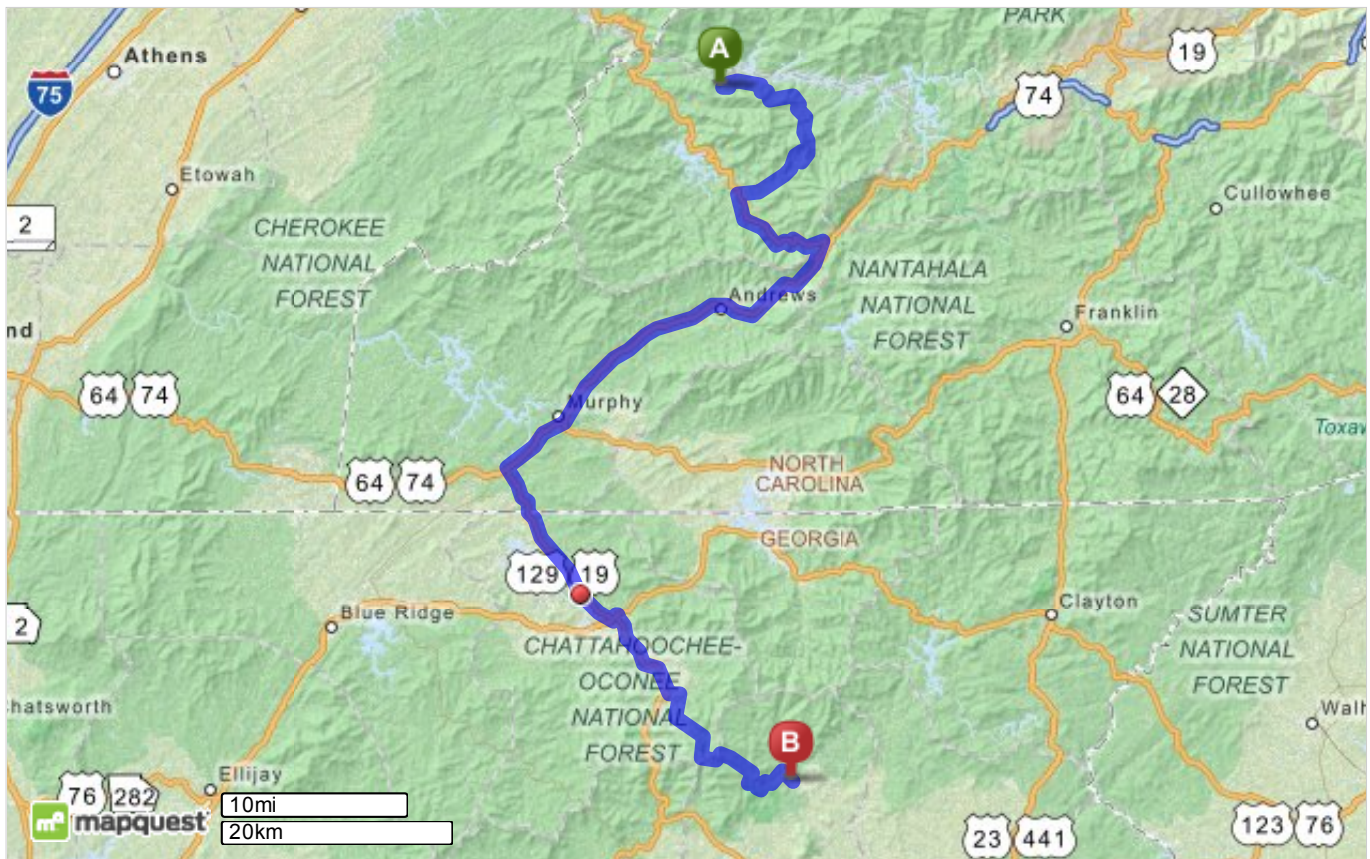 PARK
A
Athens
19
75
74
Etowah
Cullowhee
2
CHEROKEE
NATIONAL
FOREST
NANTAHALA
NATIONAL
FOREST
Andrews
Franklin
nd
64 74
64 28
Murphy
Toxaw
64 74
NORTH
CAROLINA
GEORGIA
129 19
Clayton
Blue Ridge
2
SUMTER
NATIONAL
FOREST
CHATTAHOOCHEE-
OCONEE
NATIONAL
FOREST
hatsworth
Walh
B
Ellijay
76 282
10mi
mapquest
20km
23 441
123 76